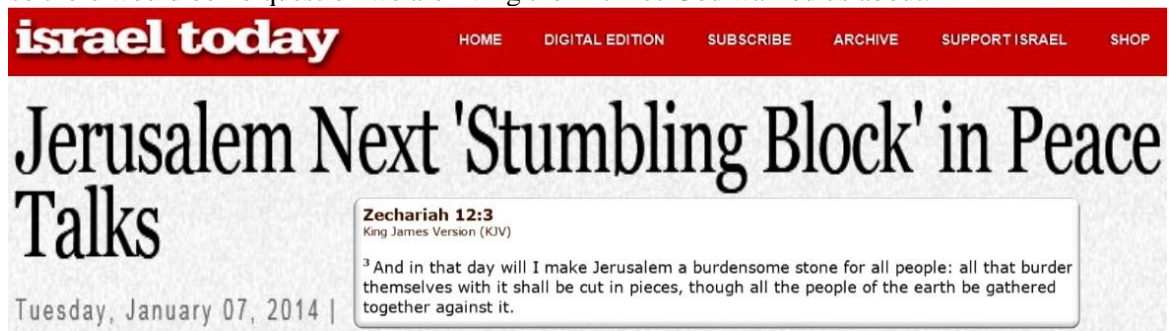 israel today
HOME DIGITAL EDITION SUBSCRIBE ARCHIVE SUPPORT ISRAEL SHOP
Jerusalem Next 'Stumbling Block' in Peace
Talks
Zechariah 12:3
King James Version (KJV)
3 And in that day will I make Jerusalem a burdensome stone for all people: all that burder
themselves with it shall be cut in pieces, though all the people of the earth be gathered
together against it.
Tuesday, January 07, 2014 |